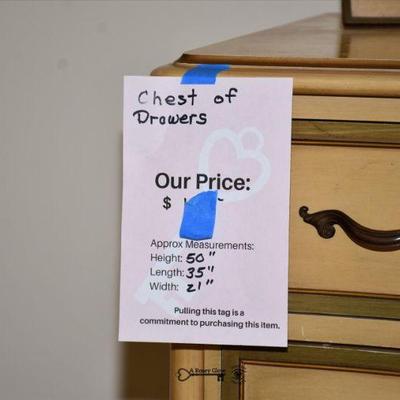 Chest of
Drawers
Our Price:
$
Approx Measurements:
Height: 50"
Length: 35"
Width: 21"
Pulling this tag is a
commitment to purchasing this item.